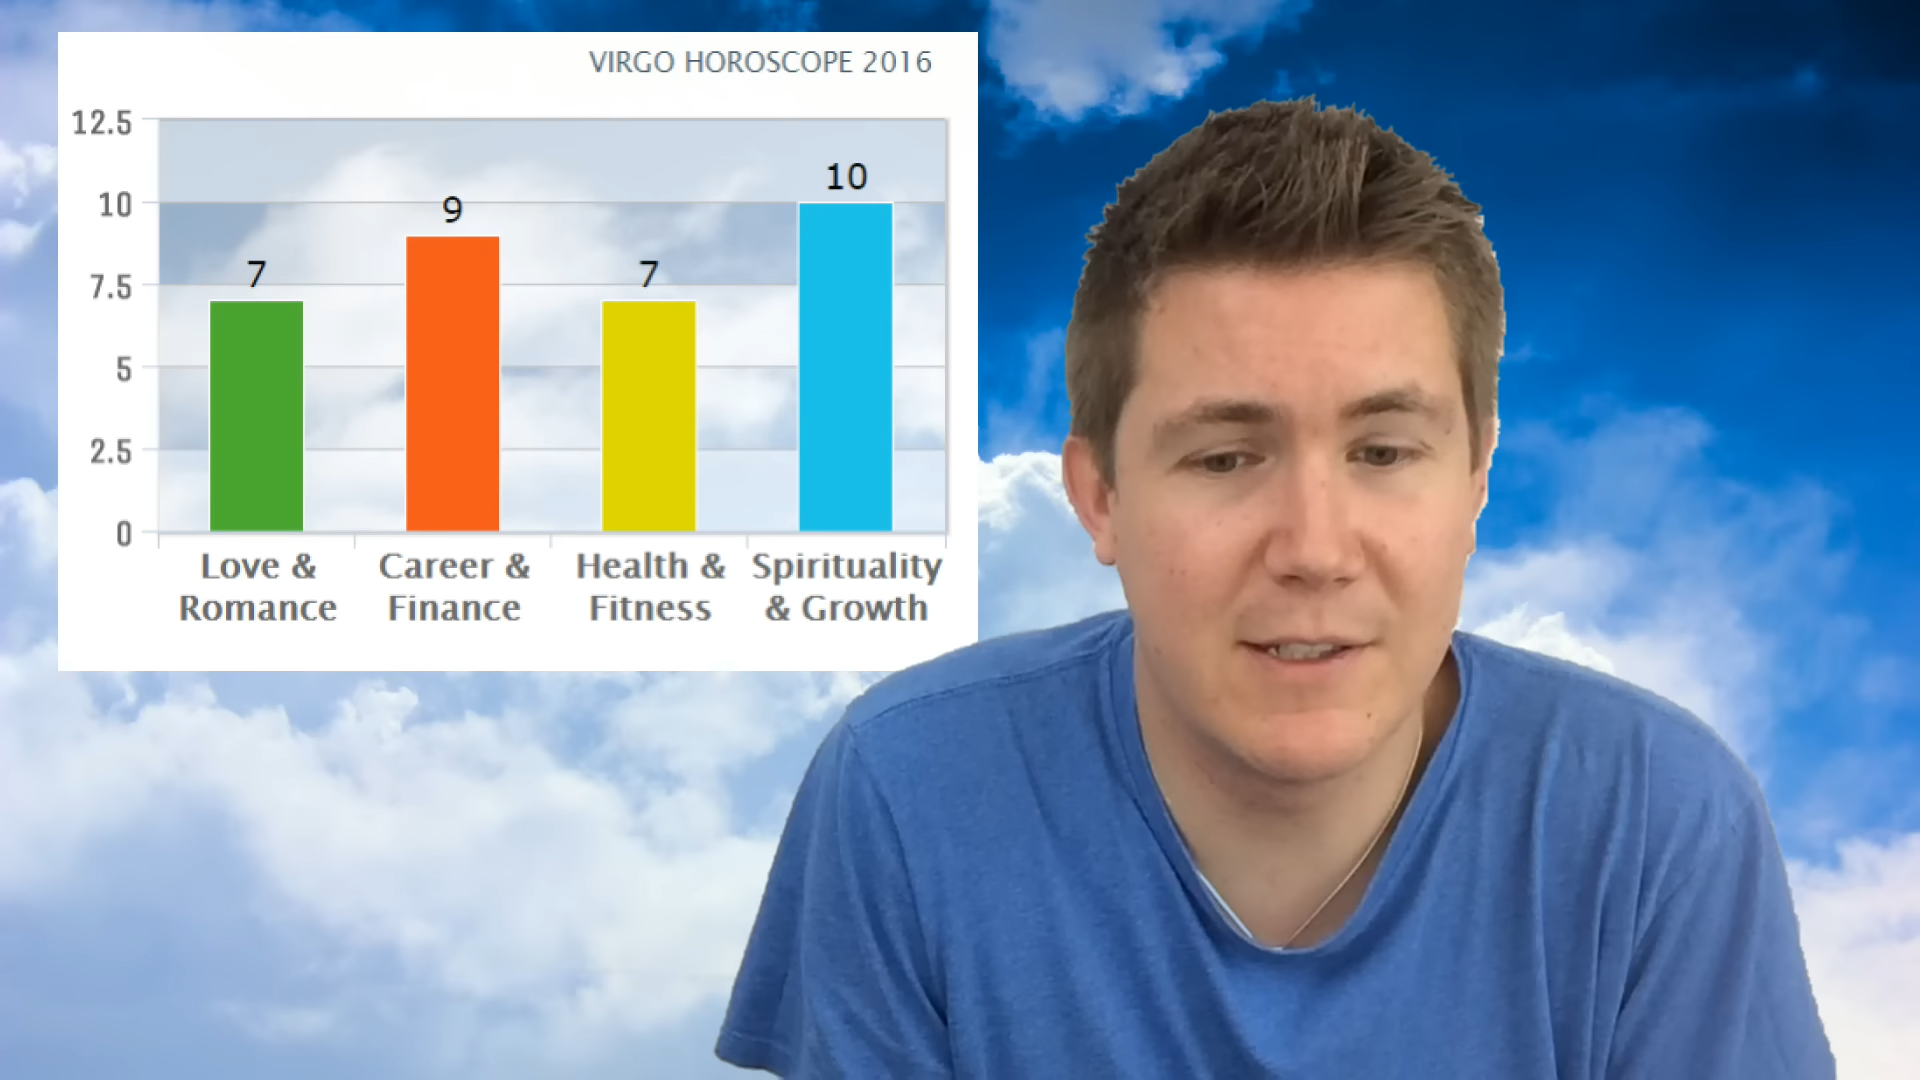 VIRGO HOROSCOPE 2016
12.5
10
7.5
5
2.5
0
7
9
7
10
Love &
Romance
Career &
Finance
Health &
Fitness
Spirituality
& Growth